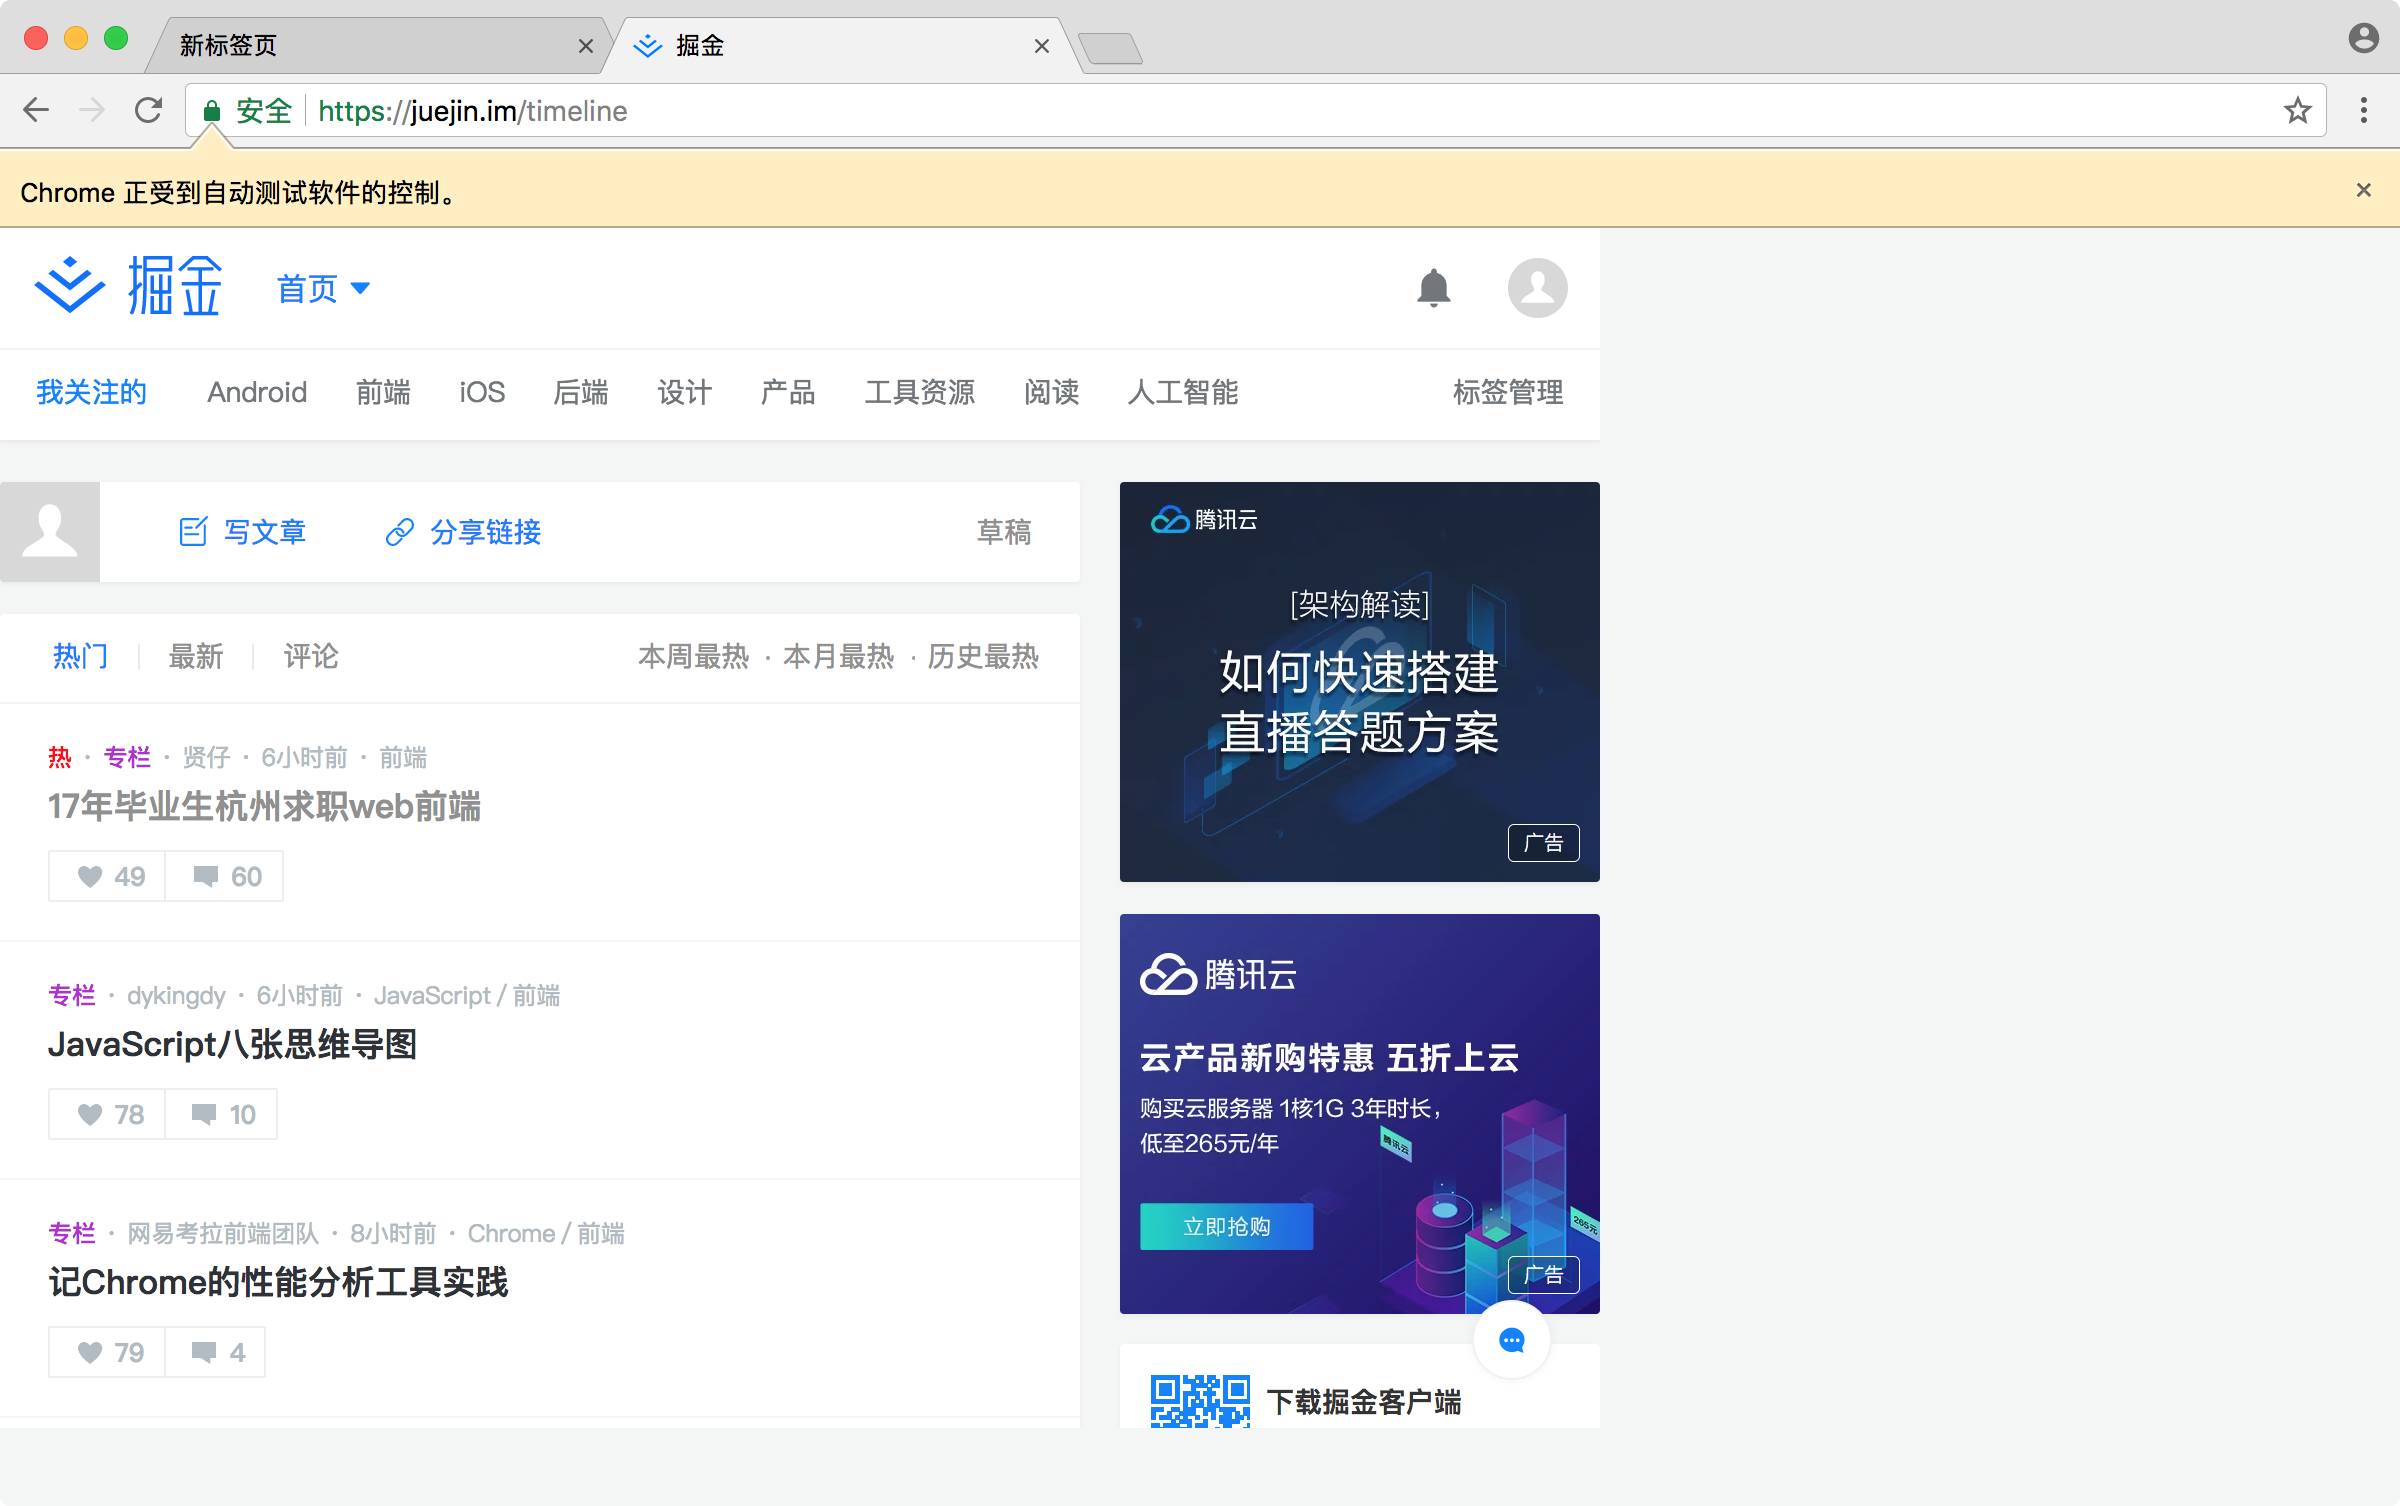 新标签页
掘金
安全 https://juejin.im/timeline
Chrome 正受到自动测试软件的控制。
掘金 首页
我关注的 Android 前端 iOS 后端 设计 产品 工具资源 阅读 人工智能 标签管理
写文章 分享链接 草稿
热门 最新 评论 本周最热 · 本月最热 · 历史最热
热 · 专栏 · 贤仔 · 6小时前 · 前端
17年毕业生杭州求职web前端
49 60
专栏 · dykingdy · 6小时前 · JavaScript / 前端
JavaScript八张思维导图
78 10
专栏 · 网易考拉前端团队 · 8小时前 · Chrome / 前端
记Chrome的性能分析工具实践
79 4
腾讯云
[架构解读]
如何快速搭建
直播答题方案
广告
腾讯云
云产品新购特惠 五折上云
购买云服务器 1核1G 3年时长，
低至265元/年
腾讯云
立即抢购
265元
广告
下载掘金客户端